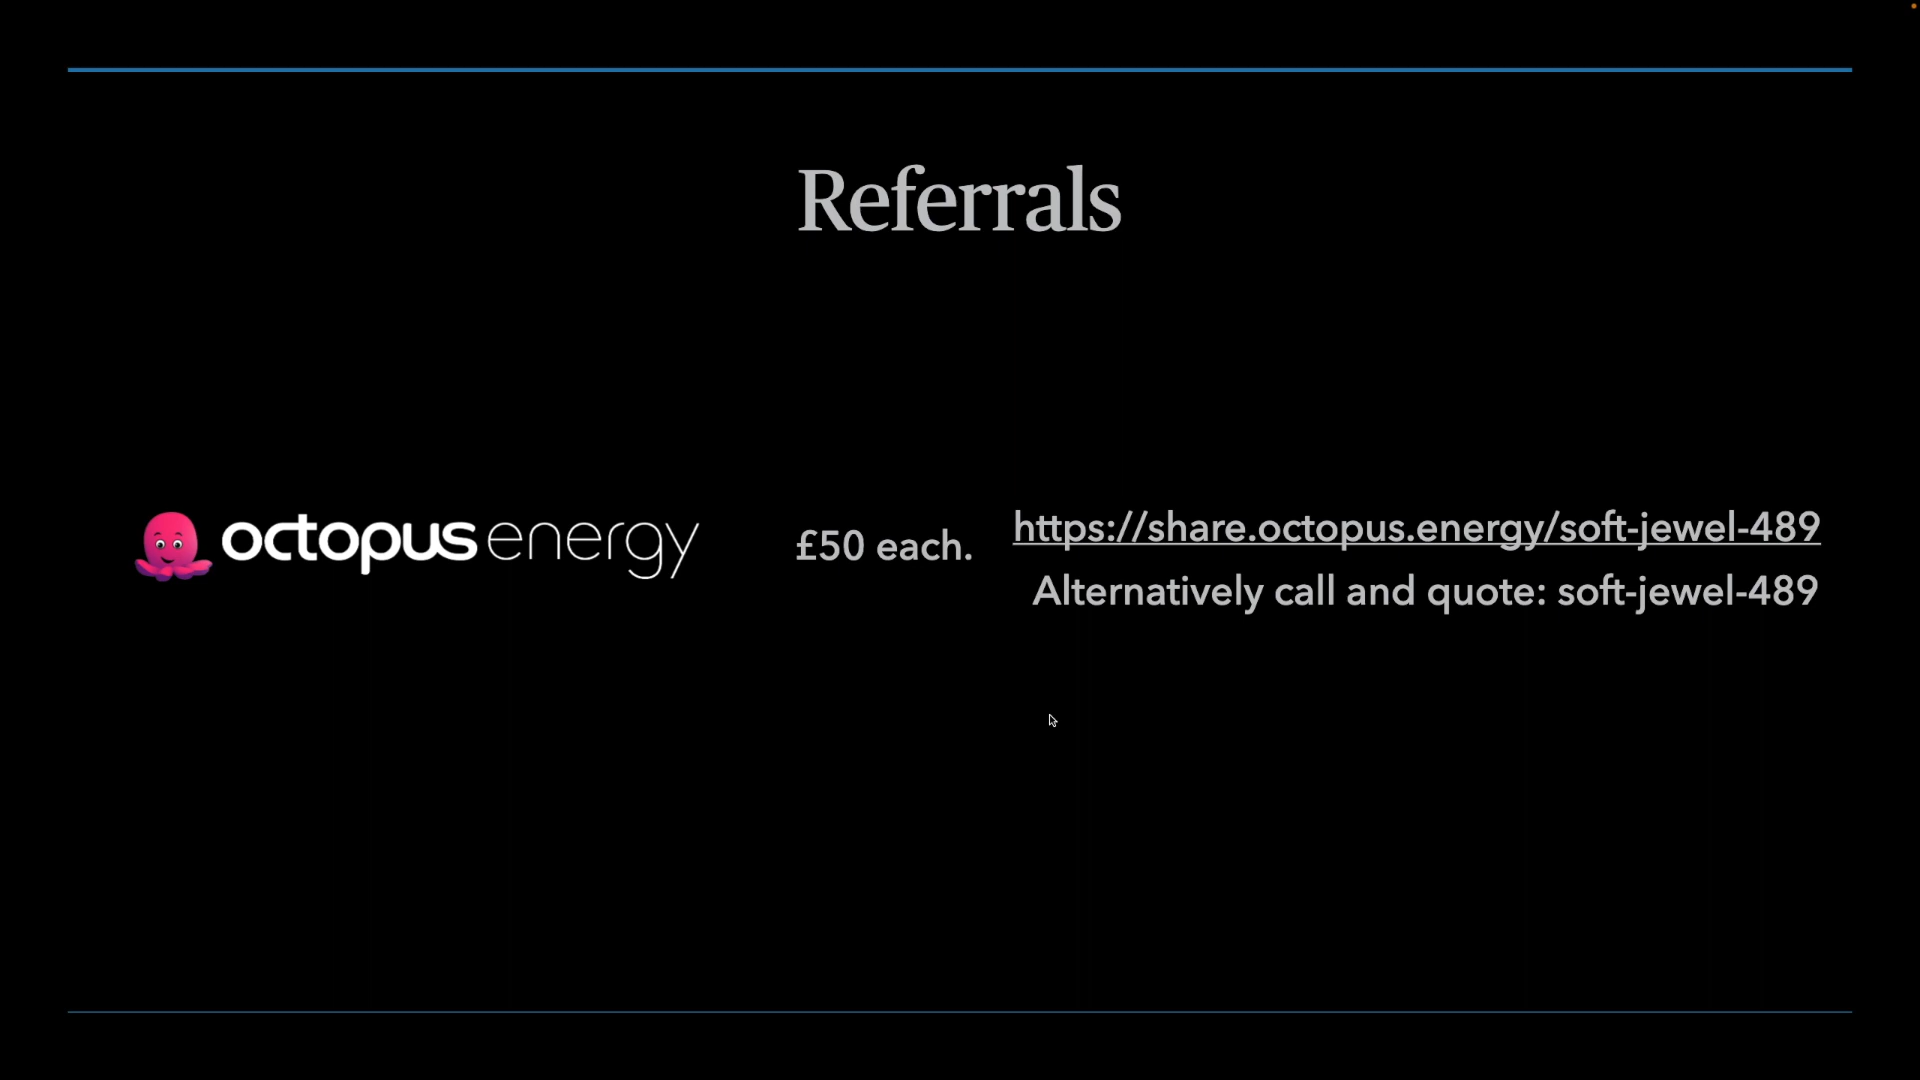 Referrals
octopus energy
£50 each.
https://share.octopus.energy/soft-jewel-489
Alternatively call and quote: soft-jewel-489